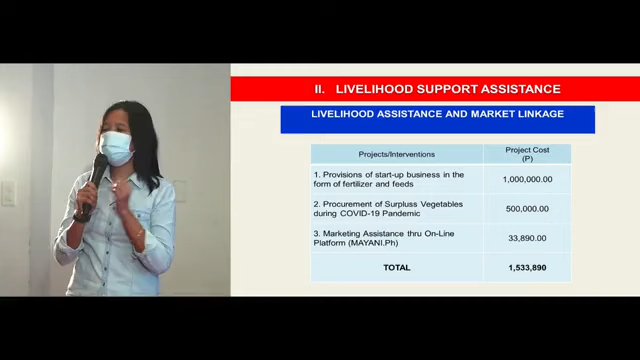 II. LIVELIHOOD SUPPORT ASSISTANCE
LIVELIHOOD ASSISTANCE AND MARKET LINKAGE
Projects/Interventions
Project Cost
(P)
1. Provisions of start-up business in the
form of fertilizer and feeds
1,000,000.00
2. Procurement of Surpluss Vegetables
during COVID-19 Pandemic
500,000.00
3. Marketing Assistance thru On-Line
Platform (MAYANI.Ph)
33,890.00
TOTAL
1,533,890